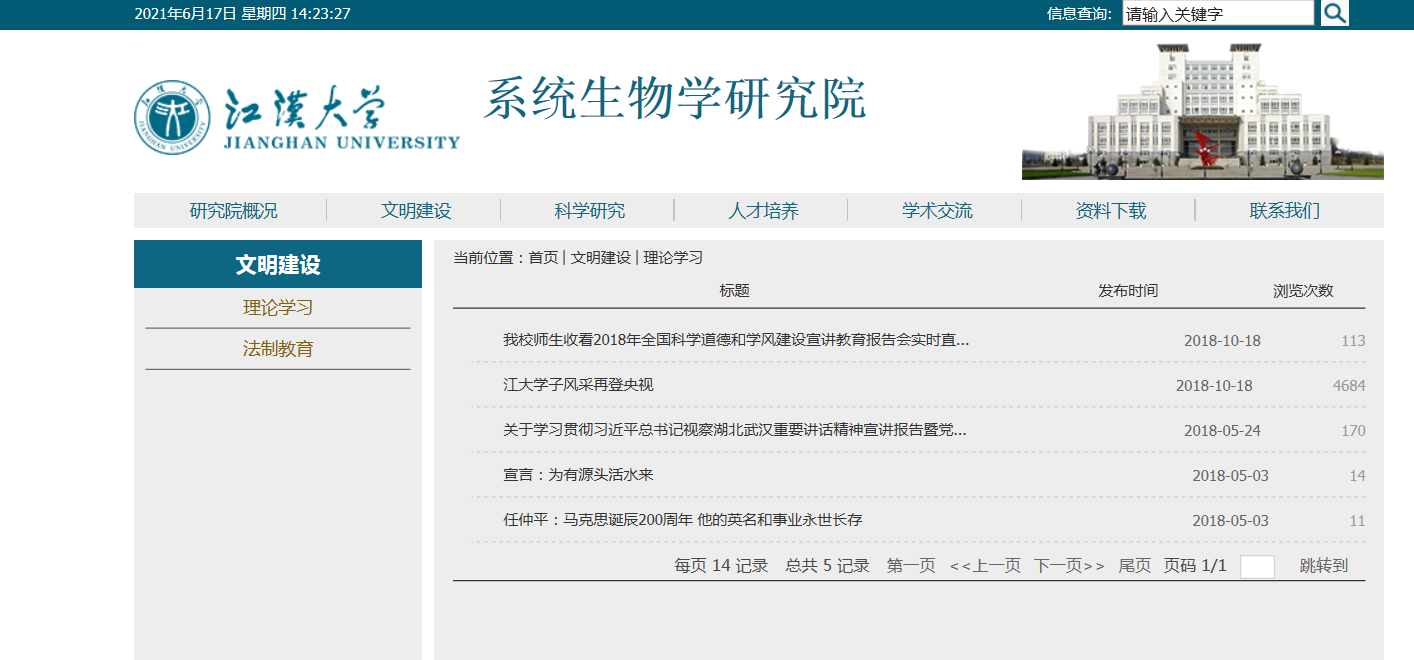 2021年6月17日 星期四 14:23:27 信息查询: 请输入关键字
江汉大学 系统生物学研究院
JIANGHAN UNIVERSITY
研究院概况 文明建设 科学研究 人才培养 学术交流 资料下载 联系我们
文明建设
理论学习
法制教育
当前位置：首页 | 文明建设 | 理论学习
标题 发布时间 浏览次数
我校师生收看2018年全国科学道德和学风建设宣讲教育报告会实时直... 2018-10-18 113
江大学子风采再登央视 2018-10-18 4684
关于学习贯彻习近平总书记视察湖北武汉重要讲话精神宣讲报告暨党... 2018-05-24 170
宣言：为有源头活水来 2018-05-03 14
任仲平：马克思诞辰200周年 他的英名和事业永世长存 2018-05-03 11
每页 14 记录 总共 5 记录 第一页 <<上一页 下一页>> 尾页 页码 1/1 跳转到